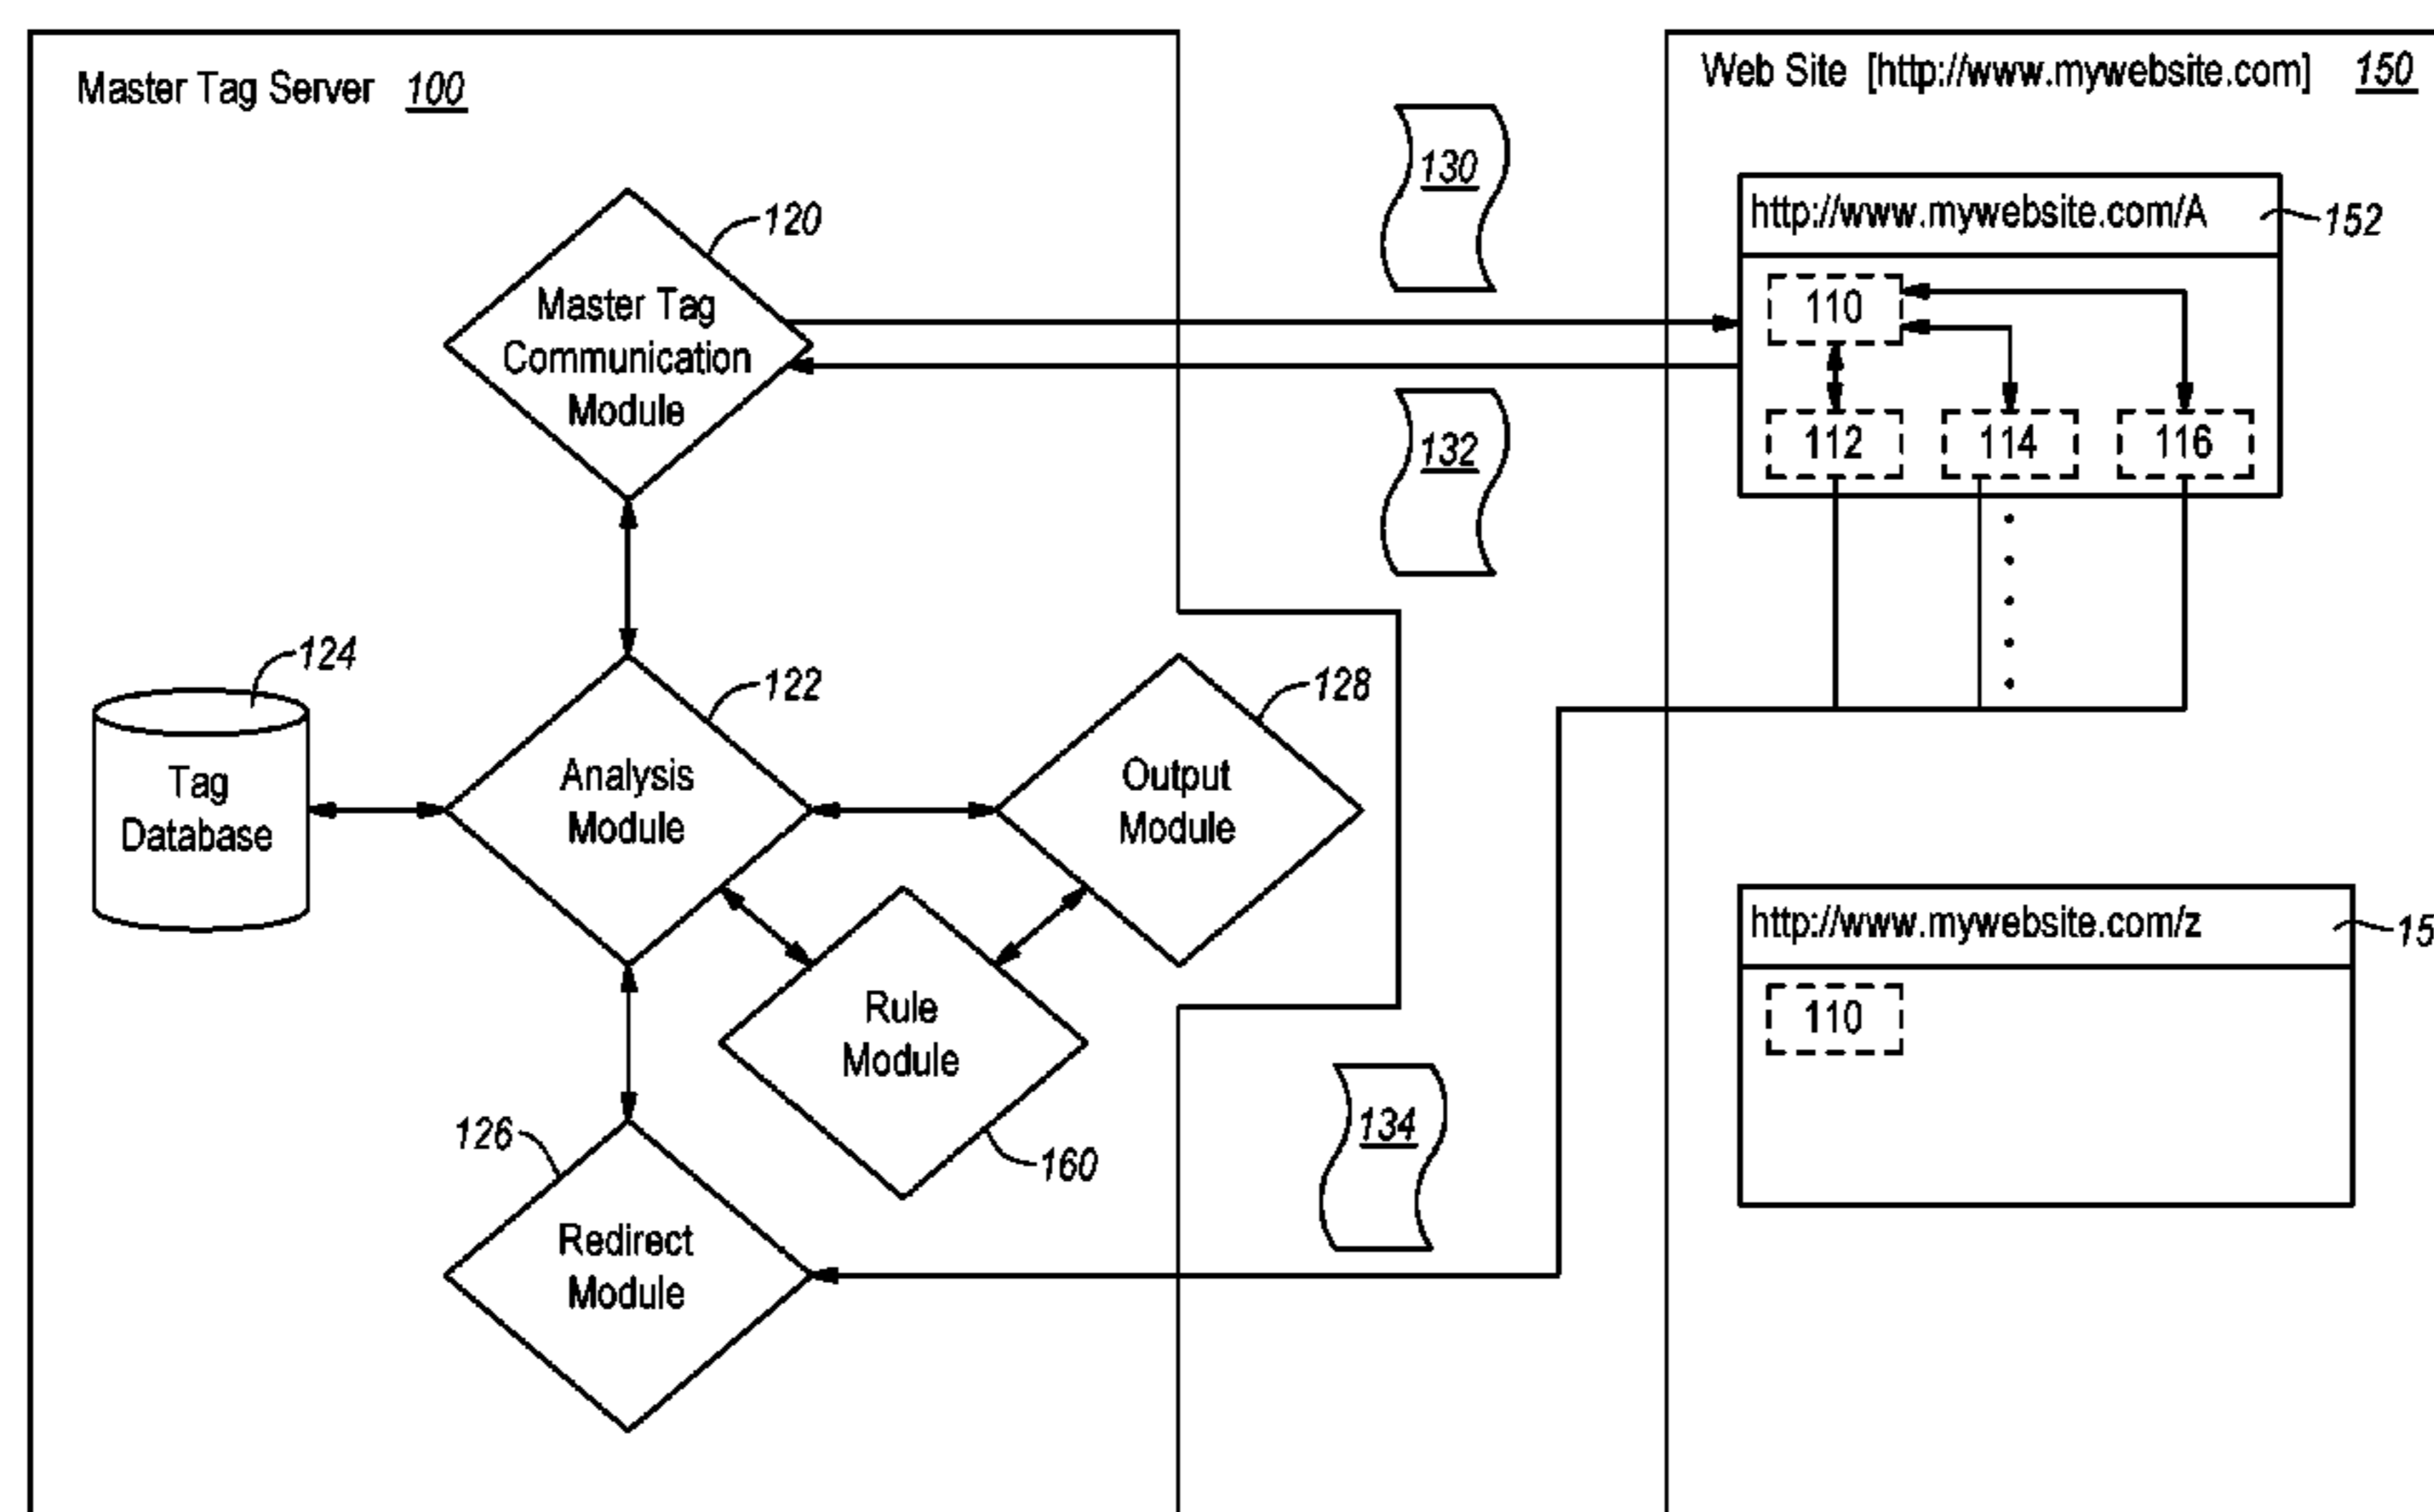 Master Tag Server 100
Web Site [http://www.mywebsite.com] 150
130
http://www.mywebsite.com/A
152
120
Master Tag
Communication
Module
110
132
112
114
116
124
122
128
Tag
Database
Analysis
Module
Output
Module
http://www.mywebsite.com/z
15
110
Rule
Module
134
126
160
Redirect
Module